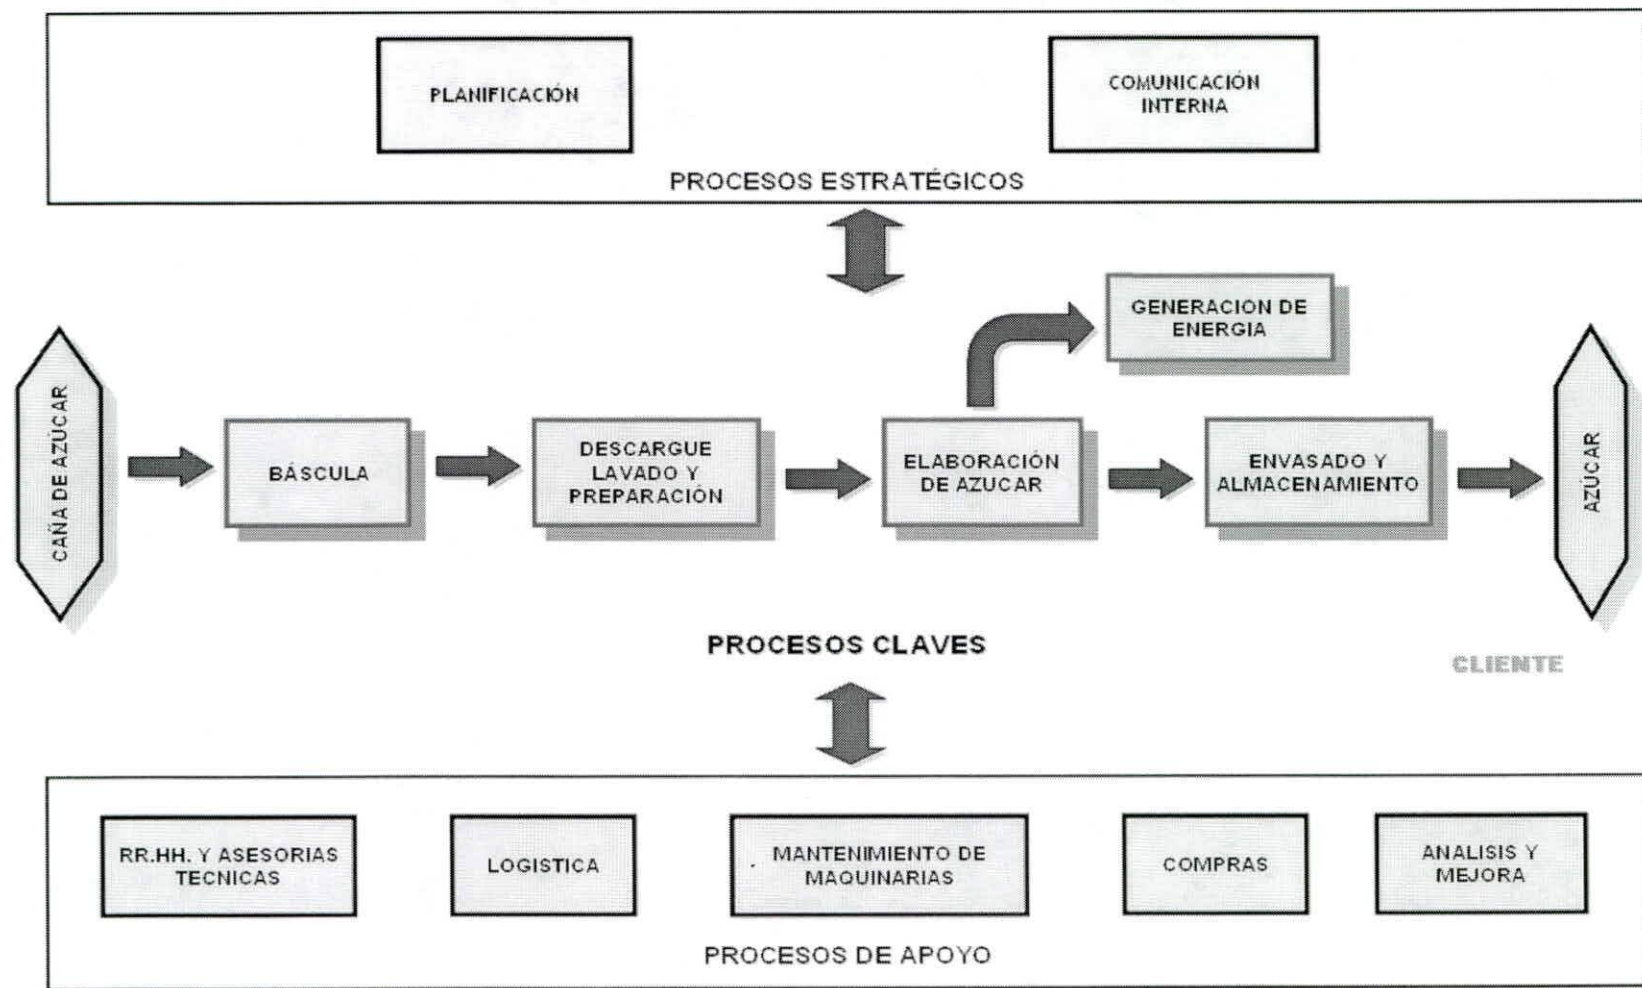 PLANIFICACIÓN
COMUNICACIÓN
INTERNA
PROCESOS ESTRATÉGICOS
GENERACION DE
ENERGIA
CAÑA DE AZÚCAR
BÁSCULA
DESCARGUE
LAVADO Y
PREPARACIÓN
ELABORACIÓN
DE AZUCAR
ENVASADO Y
ALMACENAMIENTO
AZÚCAR
PROCESOS CLAVES
CLIENTE
RR.HH. Y ASESORIAS
TECNICAS
LOGISTICA
MANTENIMIENTO DE
MAQUINARIAS
COMPRAS
ANALISIS Y
MEJORA
PROCESOS DE APOYO